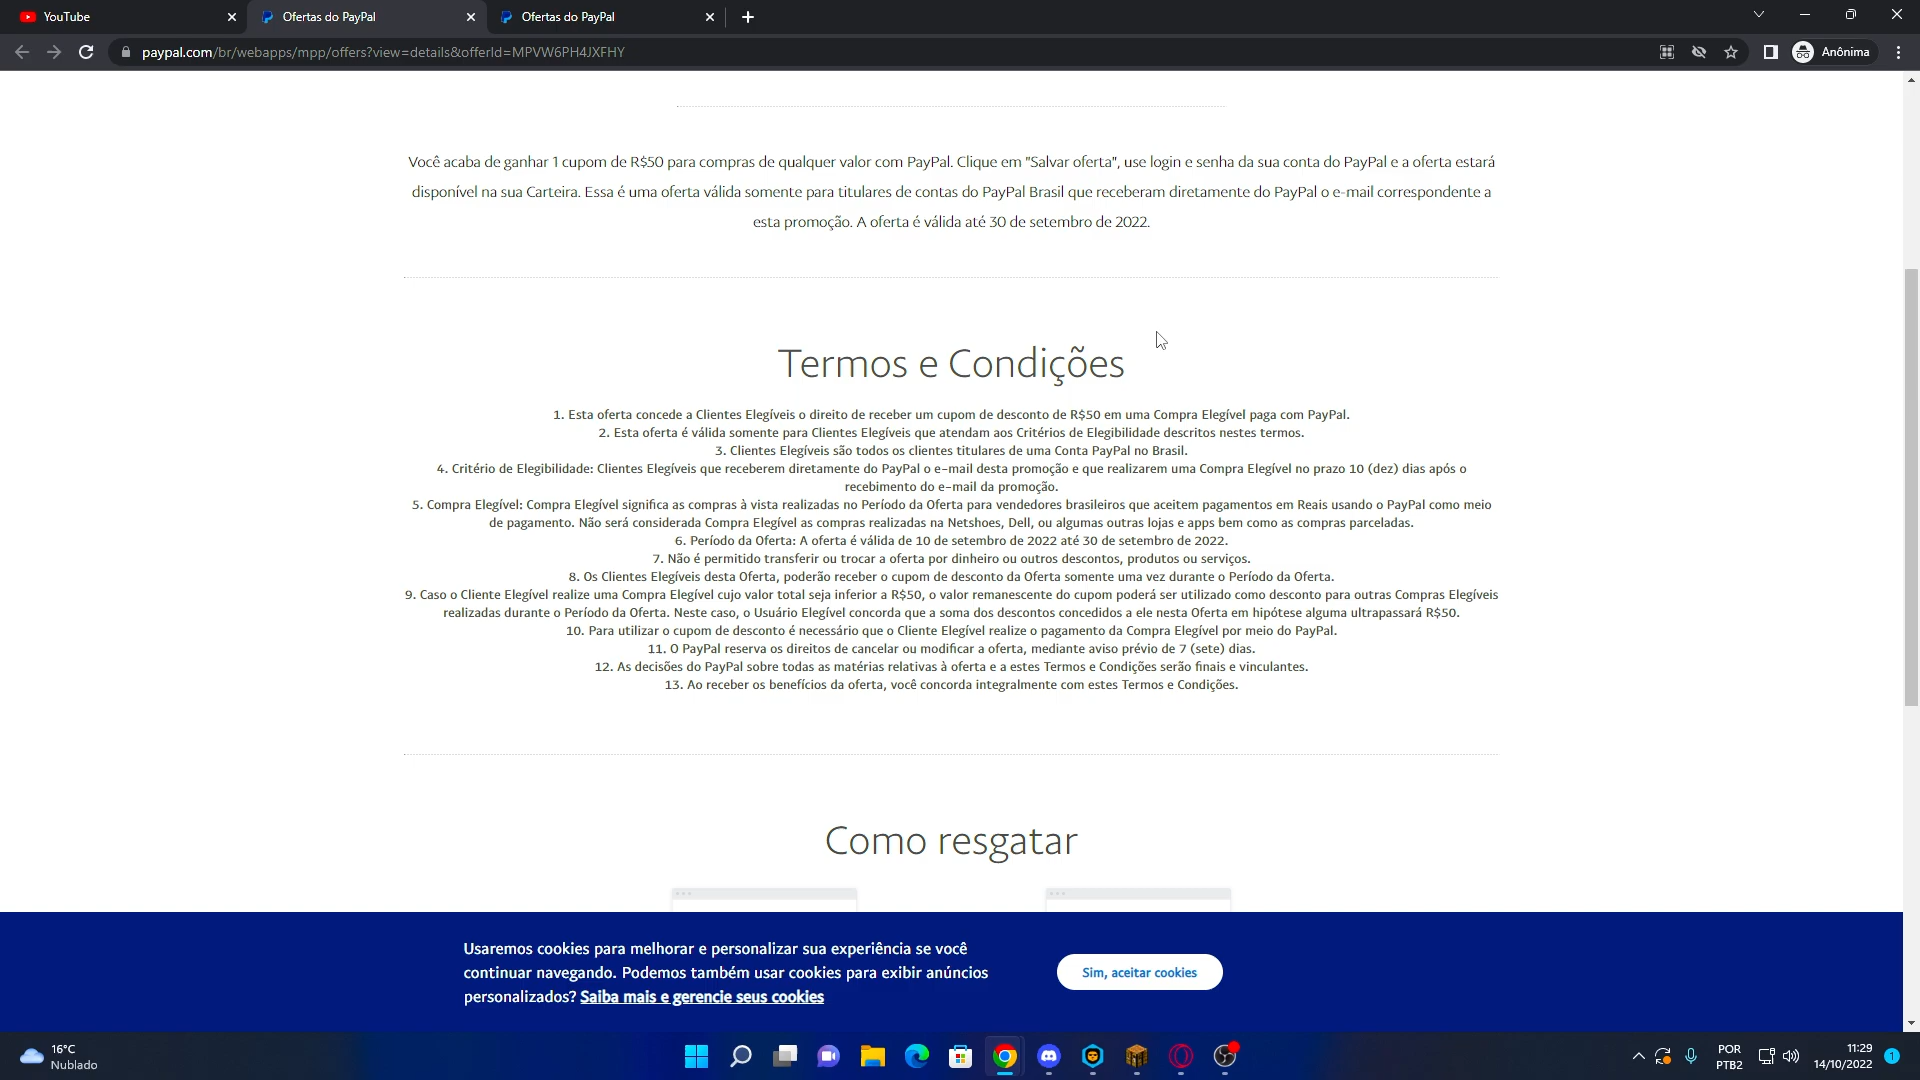 YouTube
Ofertas do PayPal
Ofertas do PayPal
paypal.com/br/webapps/mpp/offers?view=details&offerId=MPVW6PH4JXFHY
Anônima
Você acaba de ganhar 1 cupom de R$50 para compras de qualquer valor com PayPal. Clique em "Salvar oferta", use login e senha da sua conta do PayPal e a oferta estará
disponível na sua Carteira. Essa é uma oferta válida somente para titulares de contas do PayPal Brasil que receberam diretamente do PayPal o e-mail correspondente a
esta promoção. A oferta é válida até 30 de setembro de 2022.
Termos e Condições
1. Esta oferta concede a Clientes Elegíveis o direito de receber um cupom de desconto de R$50 em uma Compra Elegível paga com PayPal.
2. Esta oferta é válida somente para Clientes Elegíveis que atendam aos Critérios de Elegibilidade descritos nestes termos.
3. Clientes Elegíveis são todos os clientes titulares de uma Conta PayPal no Brasil.
4. Critério de Elegibilidade: Clientes Elegíveis que receberem diretamente do PayPal o e-mail desta promoção e que realizarem uma Compra Elegível no prazo 10 (dez) dias após o
recebimento do e-mail da promoção.
5. Compra Elegível: Compra Elegível significa as compras à vista realizadas no Período da Oferta para vendedores brasileiros que aceitem pagamentos em Reais usando o PayPal como meio
de pagamento. Não será considerada Compra Elegível as compras realizadas na Netshoes, Dell, ou algumas outras lojas e apps bem como as compras parceladas.
6. Período da Oferta: A oferta é válida de 10 de setembro de 2022 até 30 de setembro de 2022.
7. Não é permitido transferir ou trocar a oferta por dinheiro ou outros descontos, produtos ou serviços.
8. Os Clientes Elegíveis desta Oferta, poderão receber o cupom de desconto da Oferta somente uma vez durante o Período da Oferta.
9. Caso o Cliente Elegível realize uma Compra Elegível cujo valor total seja inferior a R$50, o valor remanescente do cupom poderá ser utilizado como desconto para outras Compras Elegíveis
realizadas durante o Período da Oferta. Neste caso, o Usuário Elegível concorda que a soma dos descontos concedidos a ele nesta Oferta em hipótese alguma ultrapassará R$50.
10. Para utilizar o cupom de desconto é necessário que o Cliente Elegível realize o pagamento da Compra Elegível por meio do PayPal.
11. O PayPal reserva os direitos de cancelar ou modificar a oferta, mediante aviso prévio de 7 (sete) dias.
12. As decisões do PayPal sobre todas as matérias relativas à oferta e a estes Termos e Condições serão finais e vinculantes.
13. Ao receber os benefícios da oferta, você concorda integralmente com estes Termos e Condições.
Como resgatar
Usaremos cookies para melhorar e personalizar sua experiência se você
continuar navegando. Podemos também usar cookies para exibir anúncios
personalizados? Saiba mais e gerencie seus cookies
Sim, aceitar cookies
16°C
Nublado
POR
PTB2
11:29
14/10/2022
1